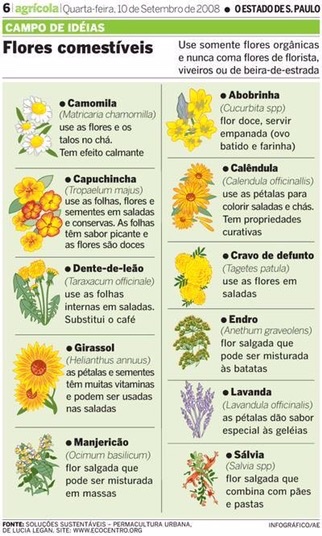 6 agrícola Quarta-feira, 10 de Setembro de 2008 • O ESTADO DE S. PAULO
CAMPO DE IDÉIAS
Flores comestíveis
Use somente flores orgânicas
e nunca coma flores de florista,
viveiros ou de beira-de-estrada
• Camomila
(Matricaria chamomilla)
use as flores e os
talos no chá.
Tem efeito calmante
• Capuchincha
(Tropaelum majus)
use as folhas, flores e
sementes em saladas
e conservas. As folhas
têm sabor picante e
as flores são doces
• Dente-de-leão
(Taraxacum officinale)
use as folhas
internas em saladas.
Substitui o café
• Girassol
(Helianthus annuus)
as pétalas e sementes
têm muitas vitaminas
e podem ser usadas
nas saladas
• Manjericão
(Ocimum basilicum)
flor salgada que
pode ser misturada
em massas
• Abobrinha
(Cucurbita spp)
flor doce, servir
empanada (ovo
batido e farinha)
• Calêndula
(Calendula officinallis)
use as pétalas para
colorir saladas e chás.
Tem propriedades
curativas
• Cravo de defunto
(Tagetes patula)
use as flores em
saladas
• Endro
(Anethum graveolens)
flor salgada que
pode ser misturada
às batatas
• Lavanda
(Lavandula officinalis)
as pétalas dão sabor
especial às geléias
• Sálvia
(Salvia spp)
flor salgada que
combina com pães
e pastas
FONTE: SOLUÇÕES SUSTENTÁVEIS – PERMACULTURA URBANA,
DE LUCIA LEGAN. SITE: WWW.ECOCENTRO.ORG
INFOGRÁFICO/AE